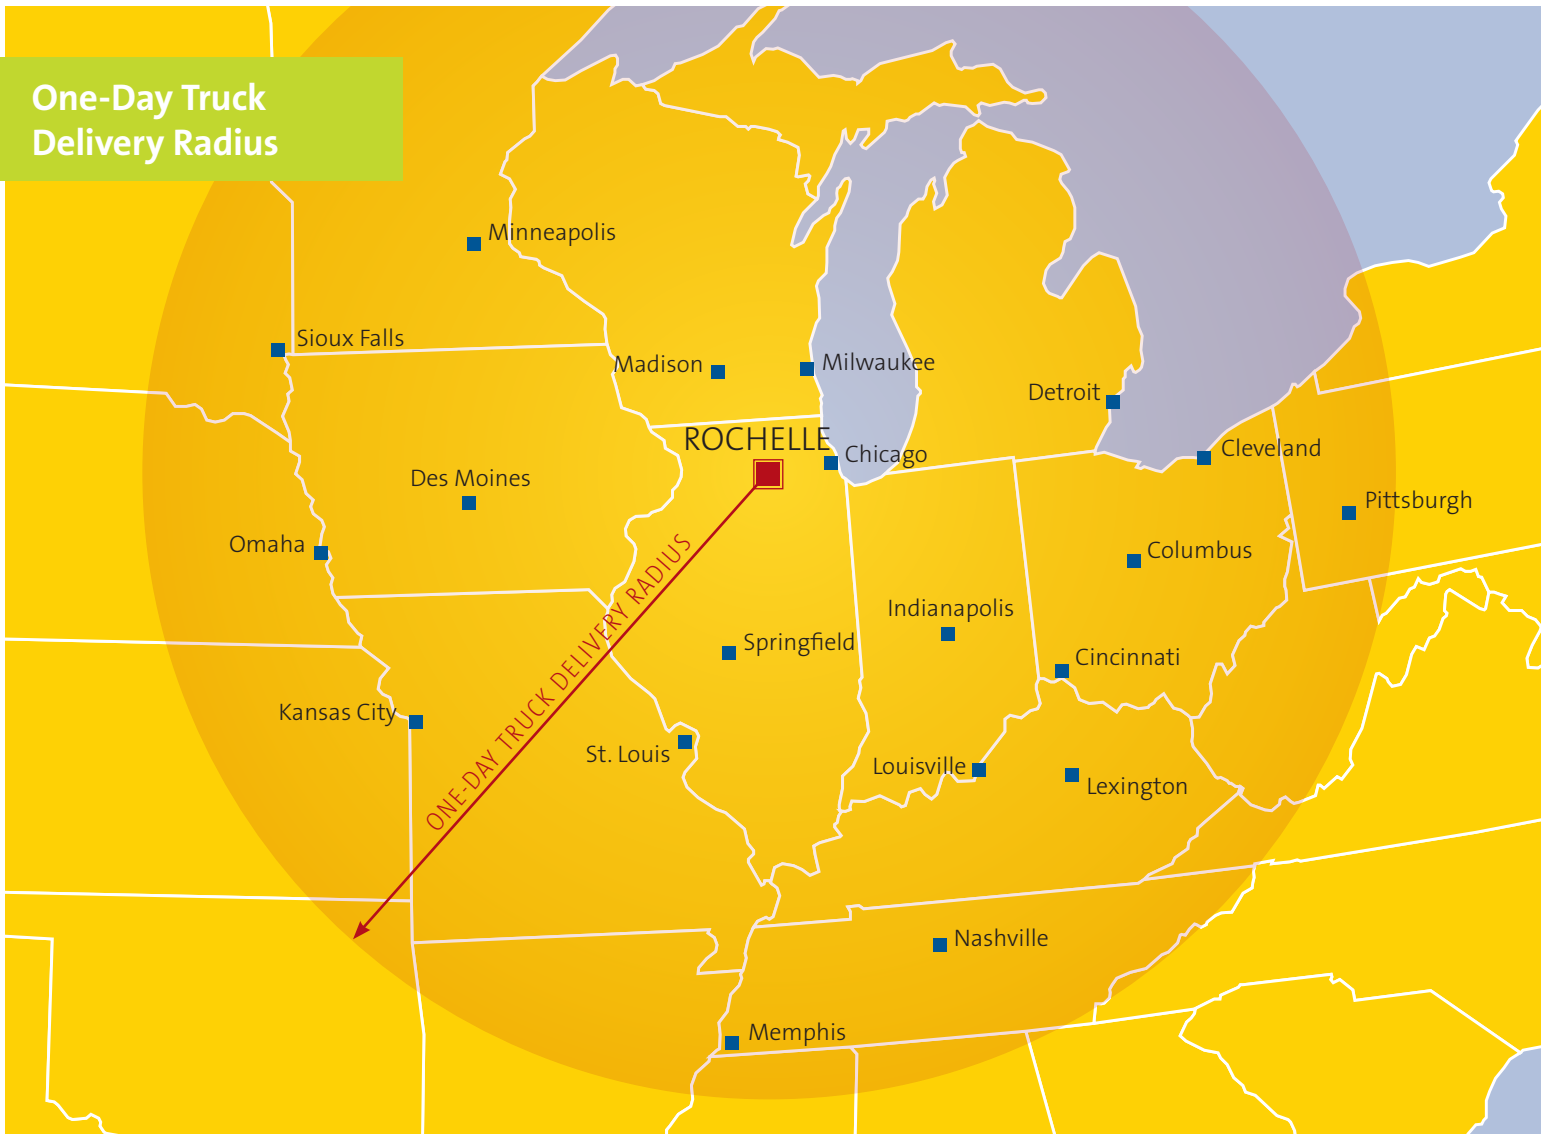 One-Day Truck
Delivery Radius
Minneapolis
Sioux Falls
Madison
Milwaukee
Detroit
ROCHELLE
Chicago
Cleveland
Des Moines
Pittsburgh
Omaha
Columbus
ONE-DAY TRUCK DELIVERY RADIUS
Indianapolis
Springfield
Cincinnati
Kansas City
St. Louis
Louisville
Lexington
Nashville
Memphis